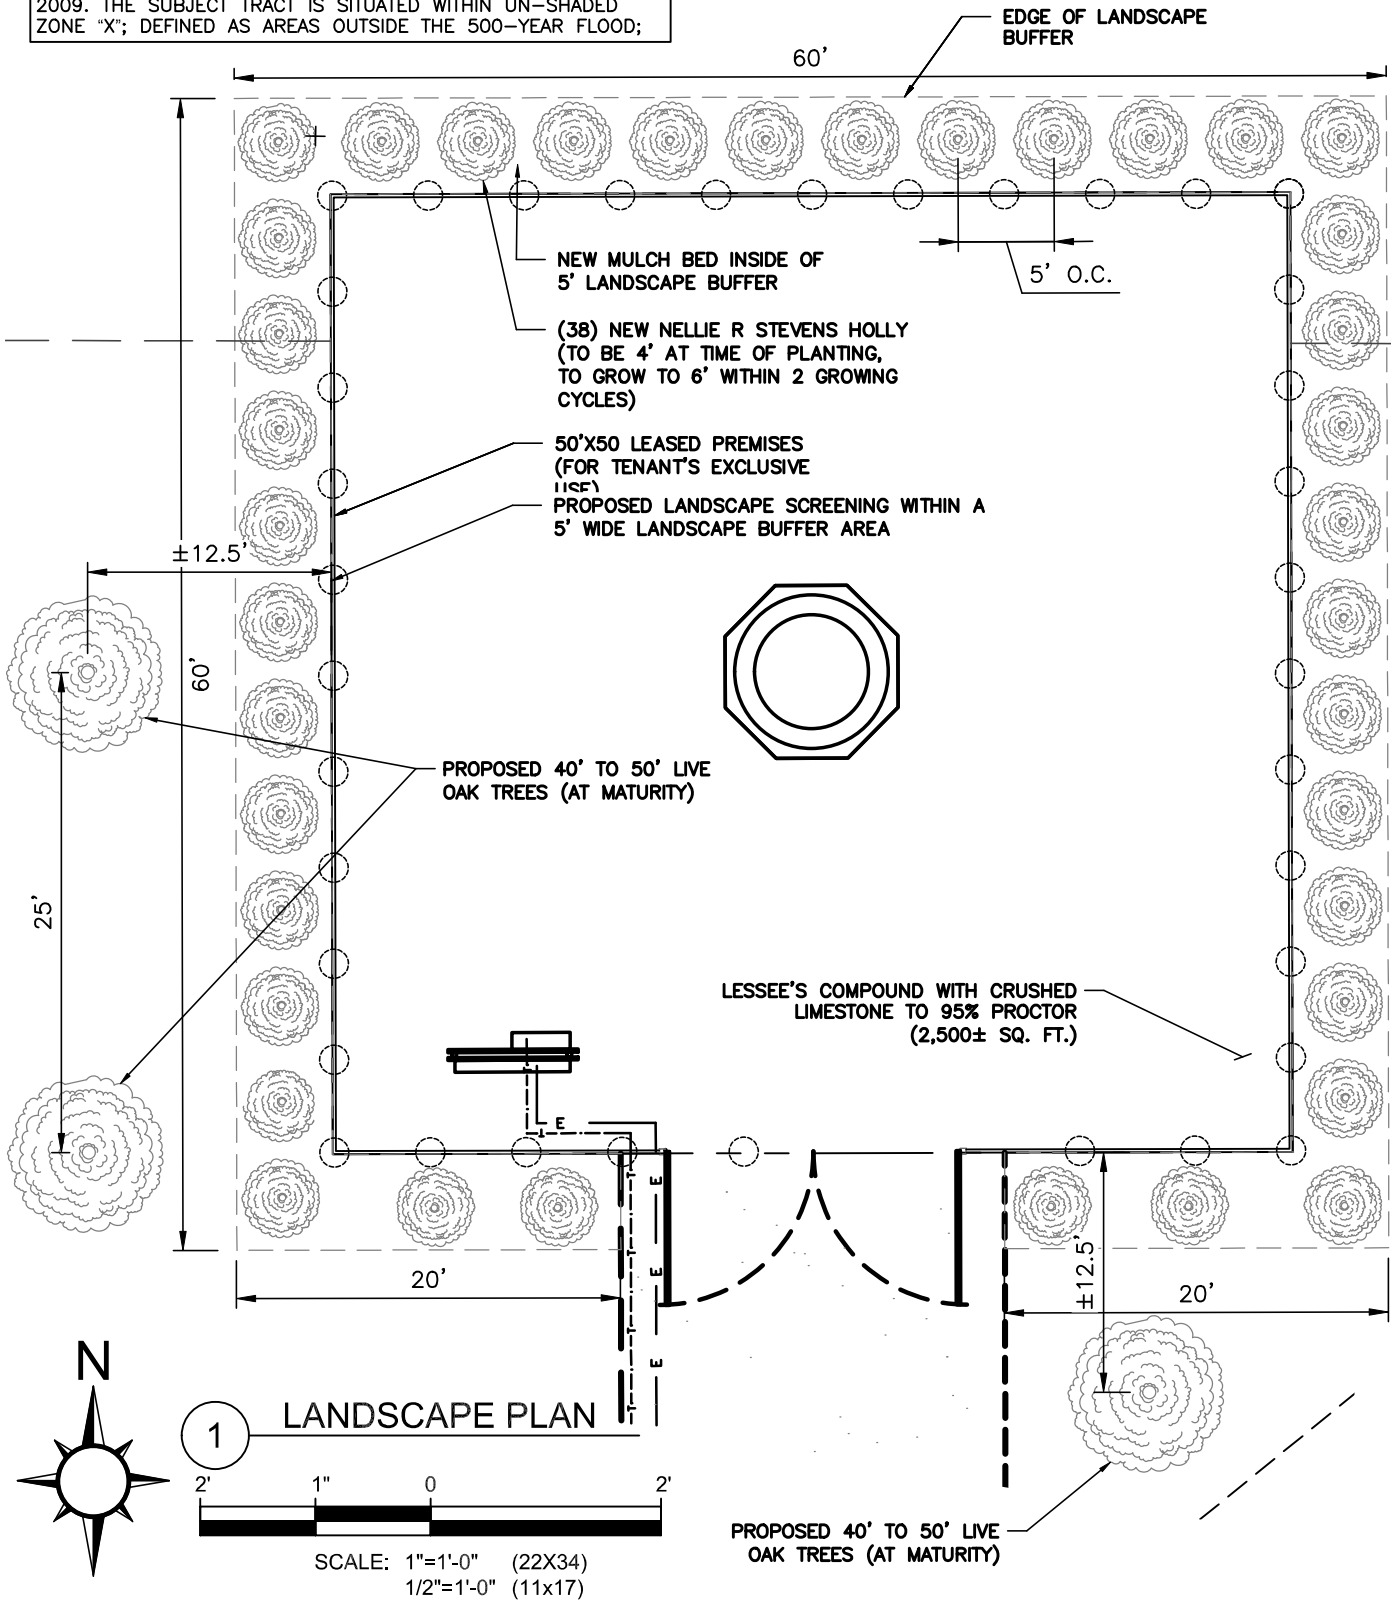 2009. THE SUBJECT TRACT IS SITUATED WITHIN UN-SHADED
ZONE "X"; DEFINED AS AREAS OUTSIDE THE 500-YEAR FLOOD;
EDGE OF LANDSCAPE
BUFFER
60'
NEW MULCH BED INSIDE OF
5' LANDSCAPE BUFFER
5' O.C.
(38) NEW NELLIE R STEVENS HOLLY
(TO BE 4' AT TIME OF PLANTING,
TO GROW TO 6' WITHIN 2 GROWING
CYCLES)
50'X50 LEASED PREMISES
(FOR TENANT'S EXCLUSIVE
USE)
PROPOSED LANDSCAPE SCREENING WITHIN A
5' WIDE LANDSCAPE BUFFER AREA
±12.5'
60'
PROPOSED 40' TO 50' LIVE
OAK TREES (AT MATURITY)
25'
LESSEE'S COMPOUND WITH CRUSHED
LIMESTONE TO 95% PROCTOR
(2,500± SQ. FT.)
E
T
T
E
T
E
T
T
E
T
20'
±12.5'
20'
N
1
LANDSCAPE PLAN
2' 1" 0 2'
SCALE: 1"=1'-0" (22X34)
1/2"=1'-0" (11x17)
PROPOSED 40' TO 50' LIVE
OAK TREES (AT MATURITY)